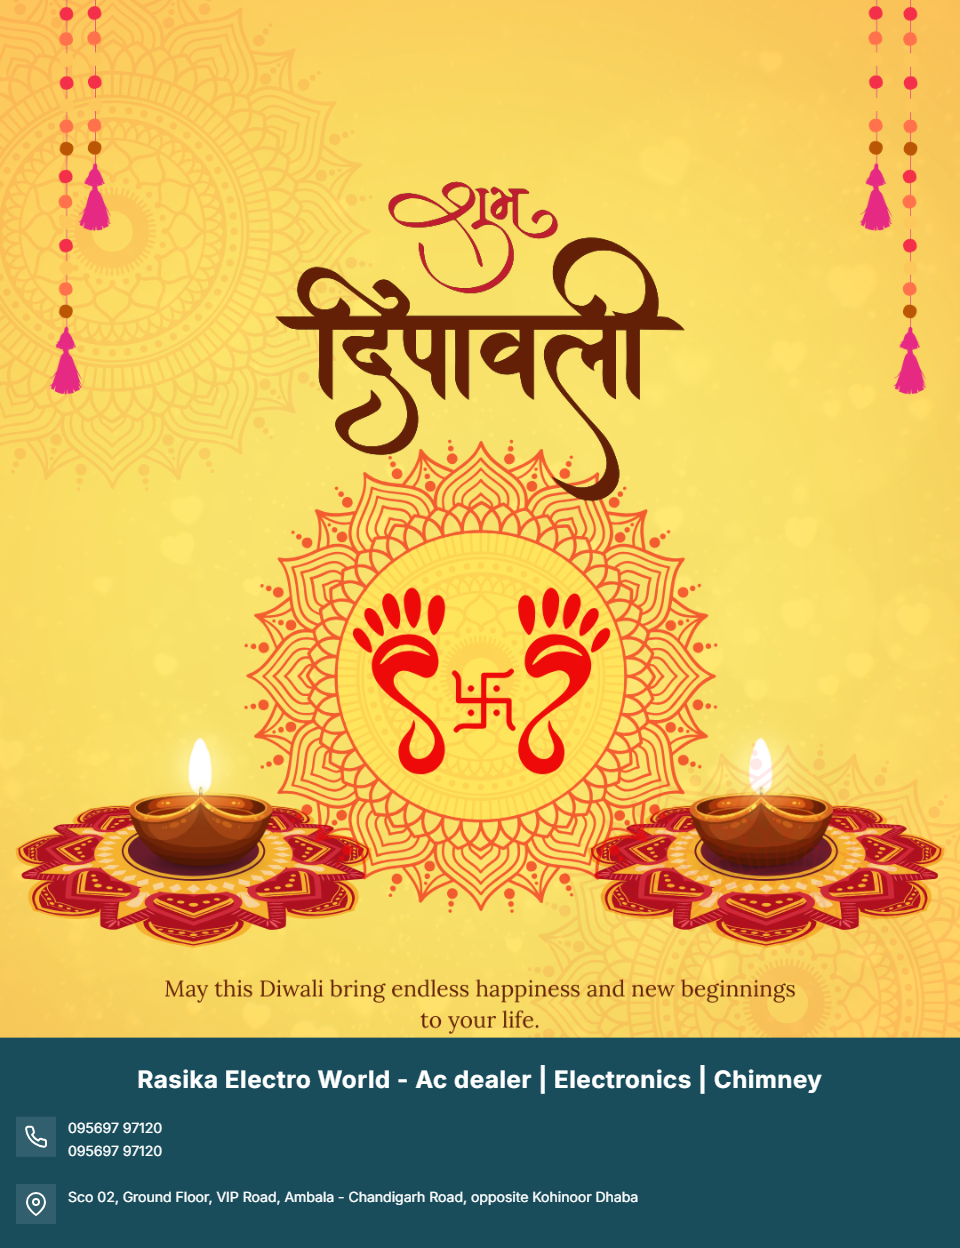 शुभ
दिपावली
May this Diwali bring endless happiness and new beginnings
to your life.
Rasika Electro World - Ac dealer | Electronics | Chimney
095697 97120
095697 97120
Sco 02, Ground Floor, VIP Road, Ambala - Chandigarh Road, opposite Kohinoor Dhaba